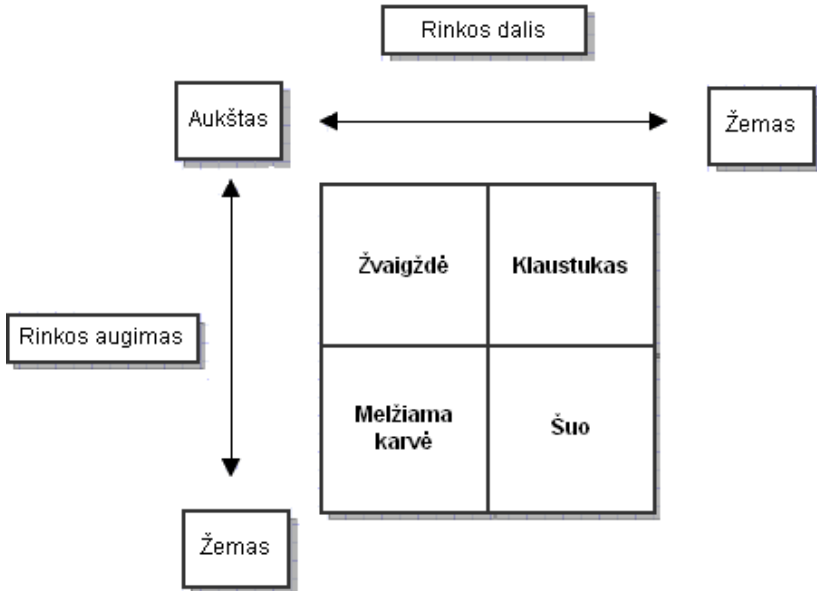 Rinkos dalis
Aukštas
Žemas
Žvaigždė
Klaustukas
Rinkos augimas
Melžiama
karvė
Šuo
Žemas